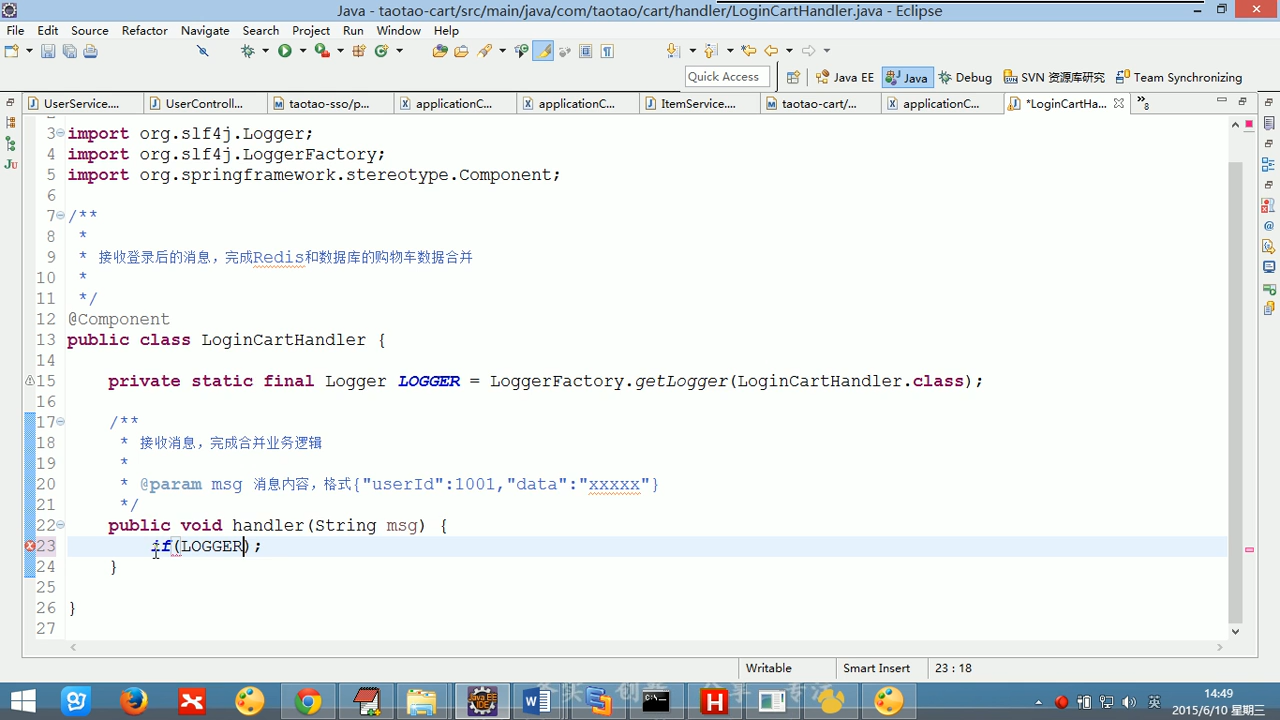 Java - taotao-cart/src/main/java/com/taotao/cart/handler/LoginCartHandler.java - Eclipse
File Edit Source Refactor Navigate Search Project Run Window Help
Quick Access Java EE Java Debug SVN 资源库研究 Team Synchronizing
UserService.... UserControll... taotao-sso/p... applicationC... applicationC... ItemService.... taotao-cart/... applicationC... *LoginCartHa... »8
3 import org.slf4j.Logger;
4 import org.slf4j.LoggerFactory;
5 import org.springframework.stereotype.Component;
6
7 /**
8 *
9 * 接收登录后的消息，完成Redis和数据库的购物车数据合并
10 *
11 */
12 @Component
13 public class LoginCartHandler {
14
15 private static final Logger LOGGER = LoggerFactory.getLogger(LoginCartHandler.class);
16
17 /**
18 * 接收消息，完成合并业务逻辑
19 *
20 * @param msg 消息内容，格式{"userId":1001,"data":"xxxxx"}
21 */
22 public void handler(String msg) {
23 if(LOGGER);
24 }
25
26 }
27
Writable Smart Insert 23 : 18
Java EE IDE
英
14:49
2015/6/10 星期三